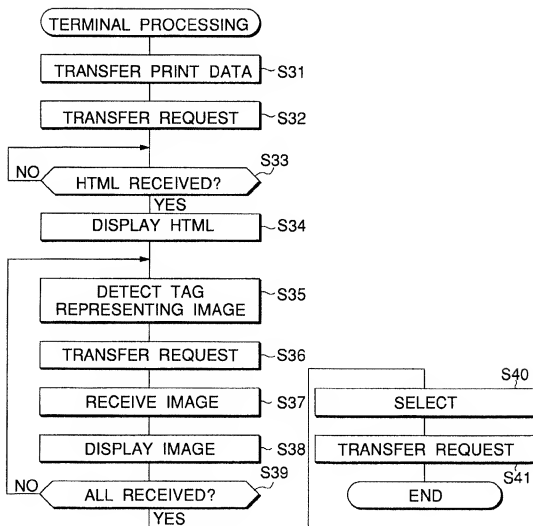 TERMINAL PROCESSING
TRANSFER PRINT DATA S31
TRANSFER REQUEST S32
S33
NO HTML RECEIVED?
YES
DISPLAY HTML S34
DETECT TAG
REPRESENTING IMAGE S35
TRANSFER REQUEST S36
RECEIVE IMAGE S37
DISPLAY IMAGE S38
S39
NO ALL RECEIVED?
YES
S40
SELECT
TRANSFER REQUEST
S41
END